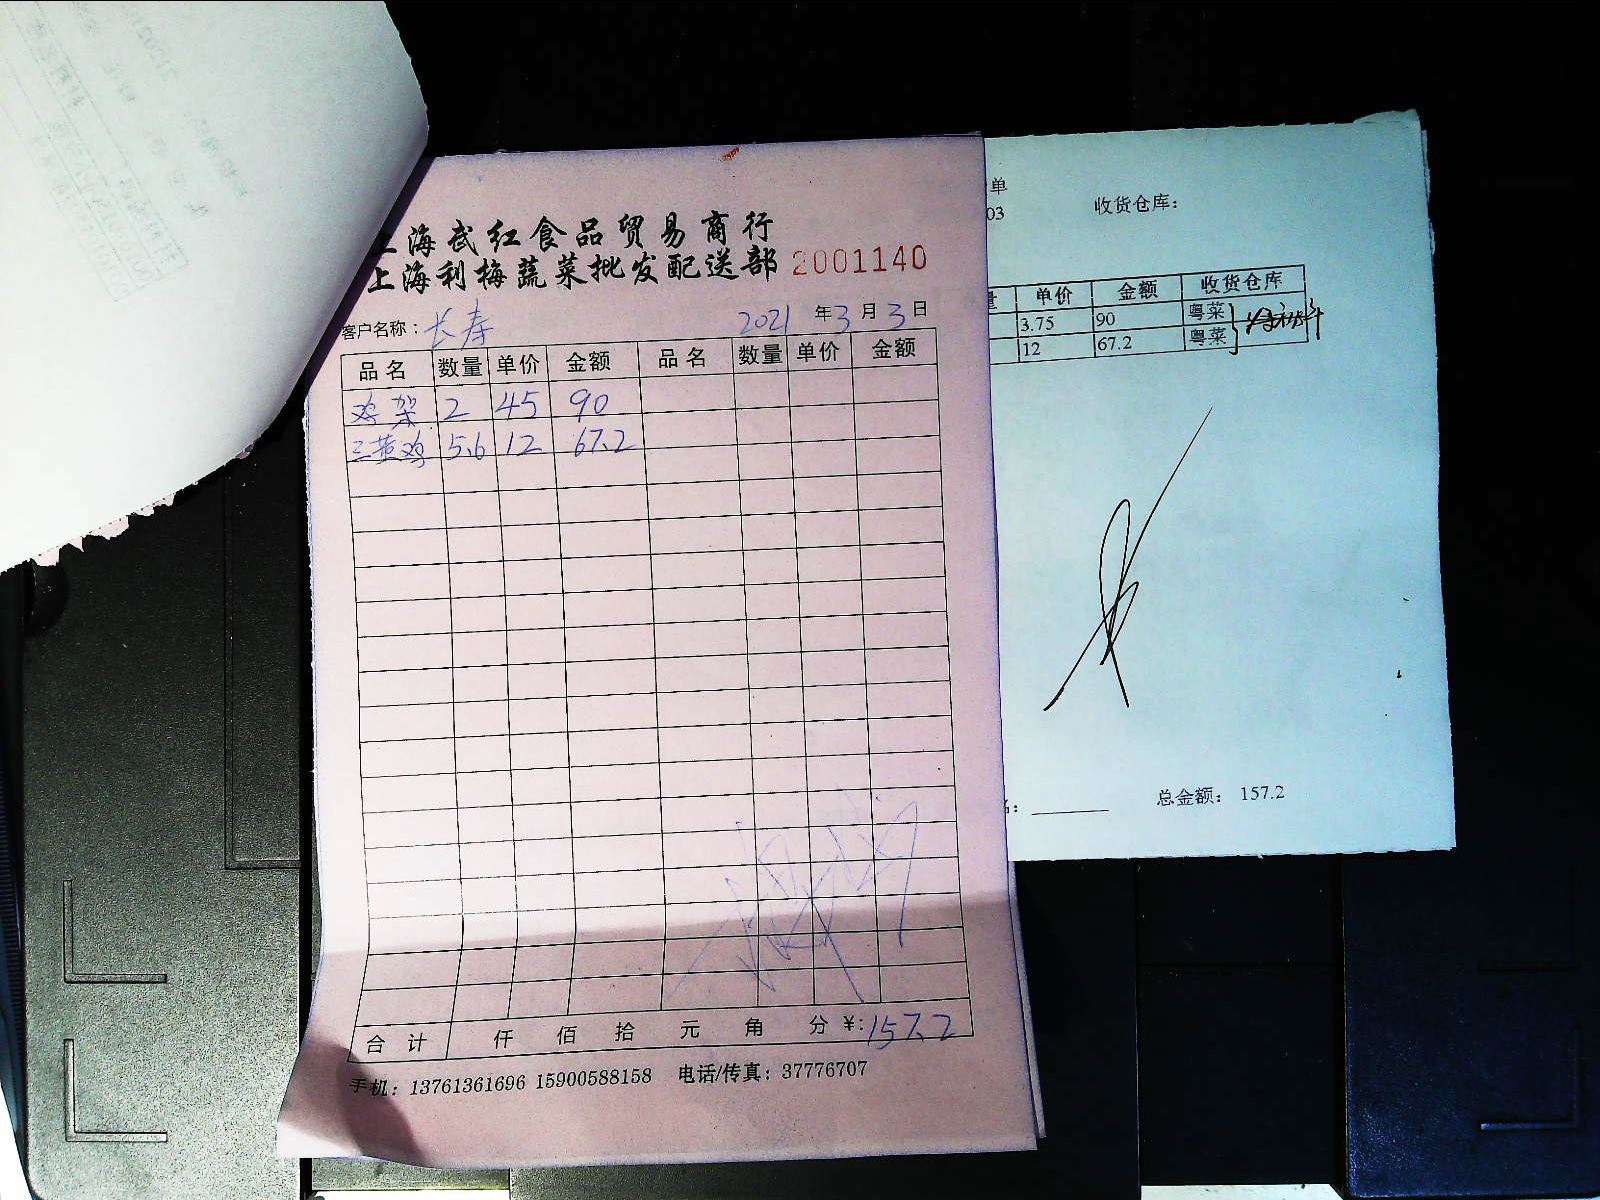 上海武红食品贸易商行
上海利梅蔬菜批发配送部 2001140
客户名称：长寿 2021 年 3 月 3 日
品名 数量 单价 金额 品名 数量 单价 金额
鸡架 2 45 90
三黄鸡 5.6 12 67.2
合计 仟 佰 拾 元 角 分 ¥:157.2
手机：13761361696 15900588158 电话/传真：37776707
单
03 收货仓库：
量 单价 金额 收货仓库
3.75 90 粤菜
12 67.2 粤菜
总金额： 157.2